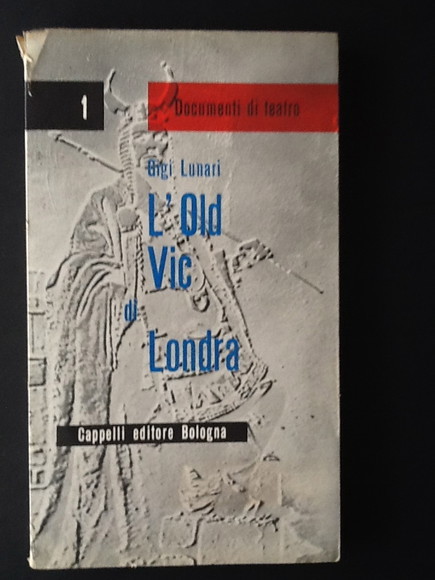 1
Documenti di teatro
Gigi Lunari
L'Old
Vic
di
Londra
Cappelli editore Bologna